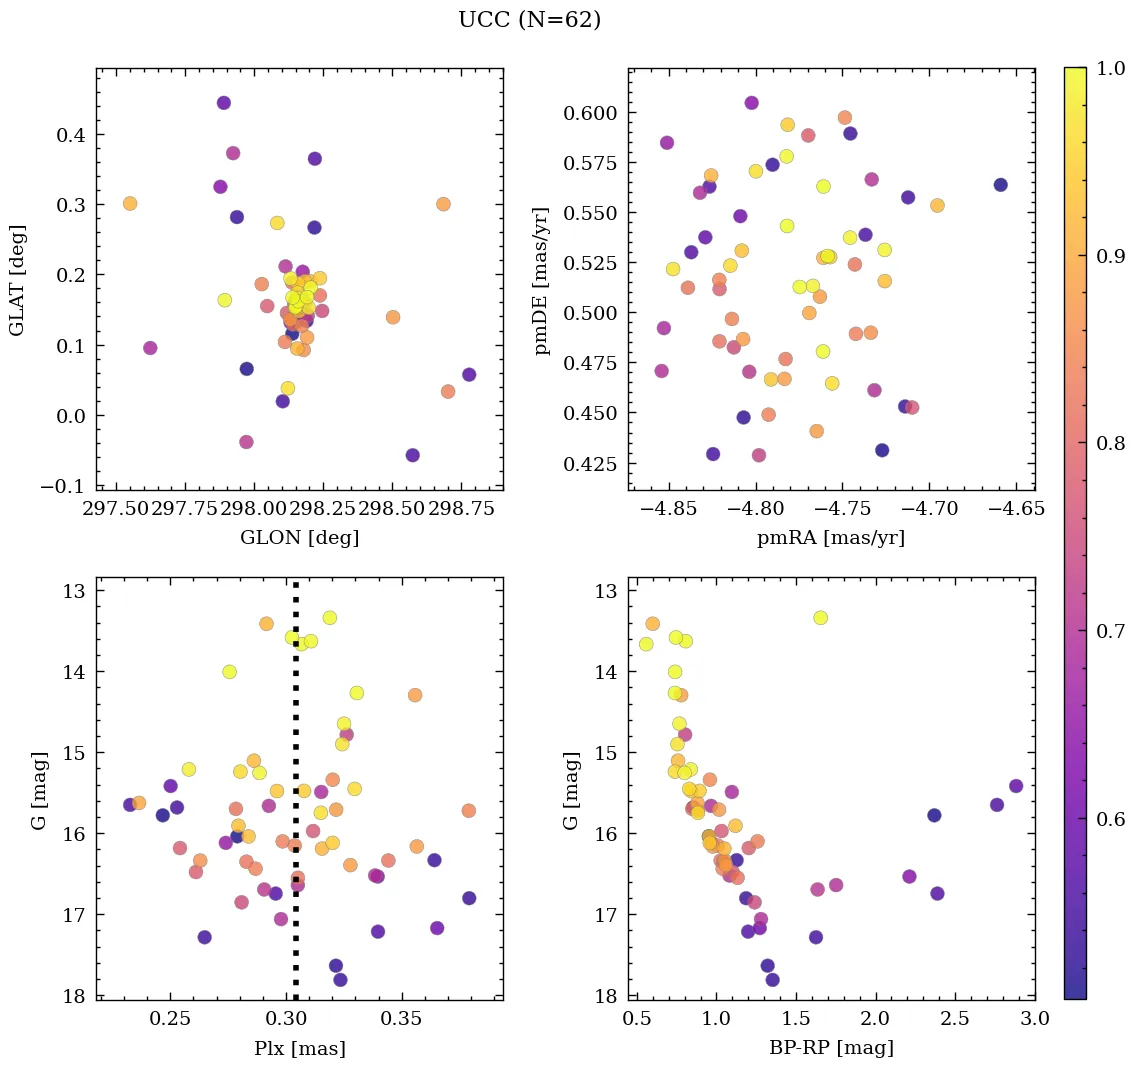 UCC (N=62)
0.4
0.3
0.2
0.1
0.0
−0.1
GLAT [deg]
297.50 297.75 298.00 298.25 298.50 298.75
GLON [deg]
0.600
0.575
0.550
0.525
0.500
0.475
0.450
0.425
pmDE [mas/yr]
−4.85 −4.80 −4.75 −4.70 −4.65
pmRA [mas/yr]
13
14
15
16
17
18
G [mag]
0.25 0.30 0.35
Plx [mas]
13
14
15
16
17
18
G [mag]
0.5 1.0 1.5 2.0 2.5 3.0
BP-RP [mag]
1.0
0.9
0.8
0.7
0.6